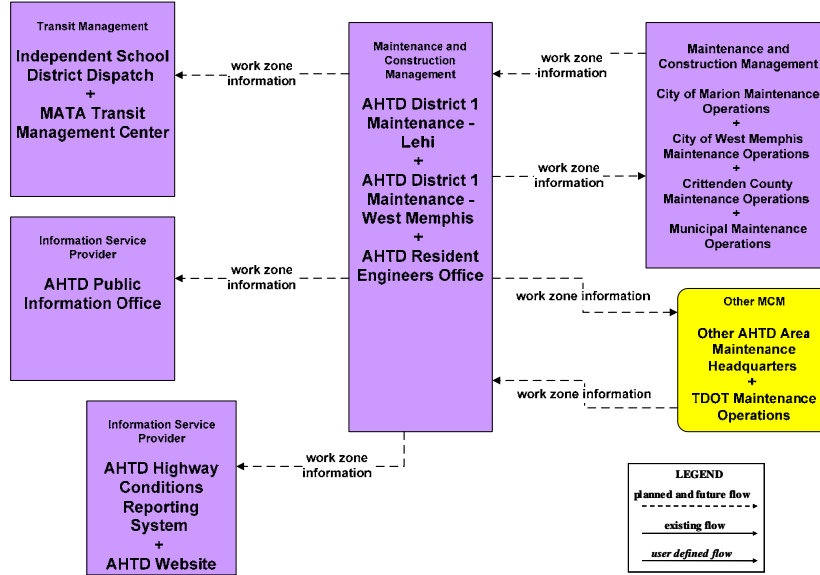 Transit Management
Independent School
District Dispatch
+
MATA Transit
Management Center
work zone
information
Maintenance and
Construction
Management
AHTD District 1
Maintenance -
Lehi
+
AHTD District 1
Maintenance -
West Memphis
+
AHTD Resident
Engineers Office
work zone
information
work zone
information
Maintenance and
Construction Management
City of Marion Maintenance
Operations
+
City of West Memphis
Maintenance Operations
+
Crittenden County
Maintenance Operations
+
Municipal Maintenance
Operations
Information Service
Provider
AHTD Public
Information Office
work zone
information
work zone information
Other MCM
Other AHTD Area
Maintenance
Headquarters
+
TDOT Maintenance
Operations
work zone information
Information Service
Provider
AHTD Highway
Conditions
Reporting
System
+
AHTD Website
work zone
information
LEGEND
planned and future flow
existing flow
user defined flow